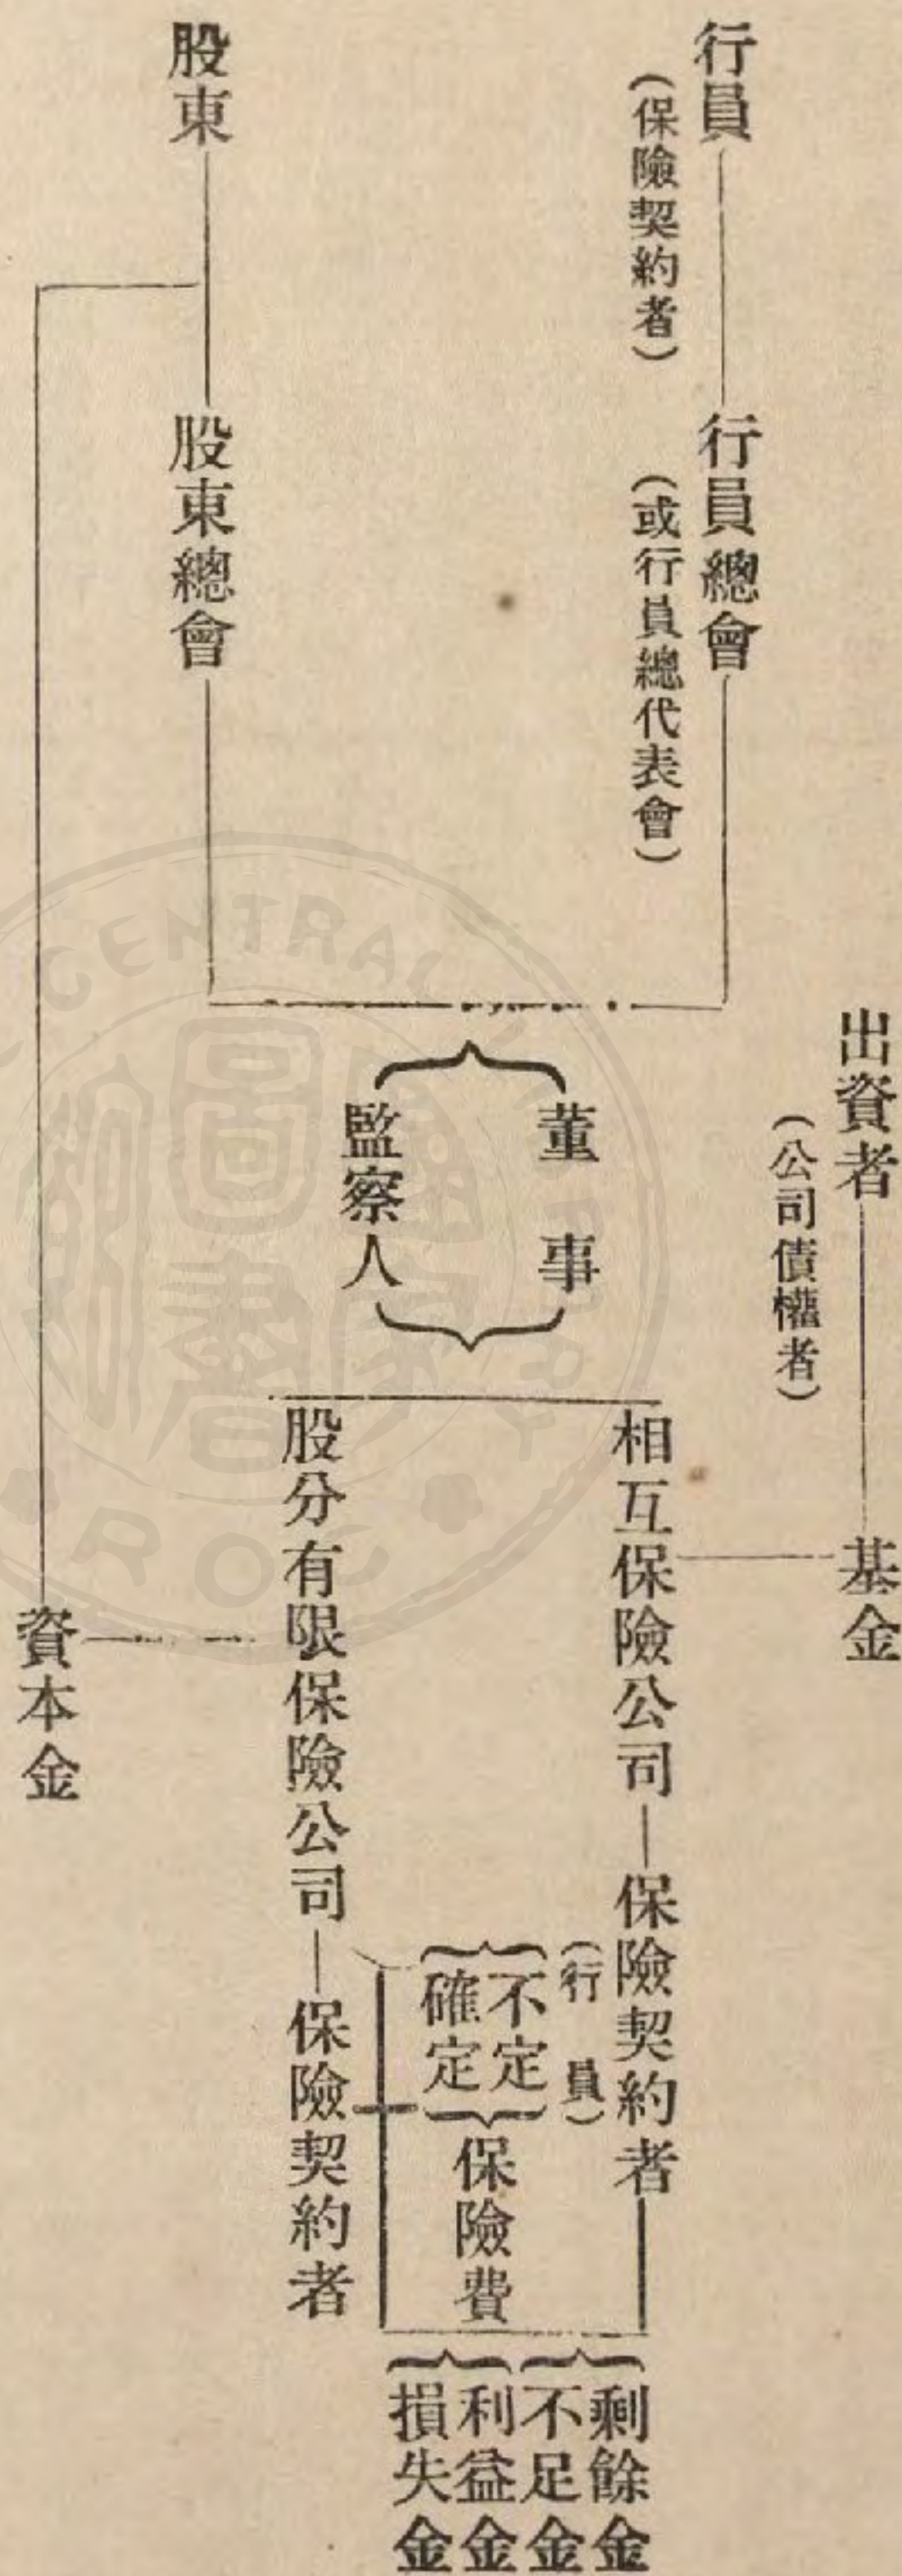 出資者
基金
(公司債權者)
行員
行員總會
(保險契約者)
(或行員總代表會)
相互保險公司
保險契約者
(行員)
剩餘金
不足金
董事
監察人
不定
確定
保險費
利益金
損失金
股分有限保險公司
保險契約者
股東
股東總會
資本金
CENTRAL
ROC